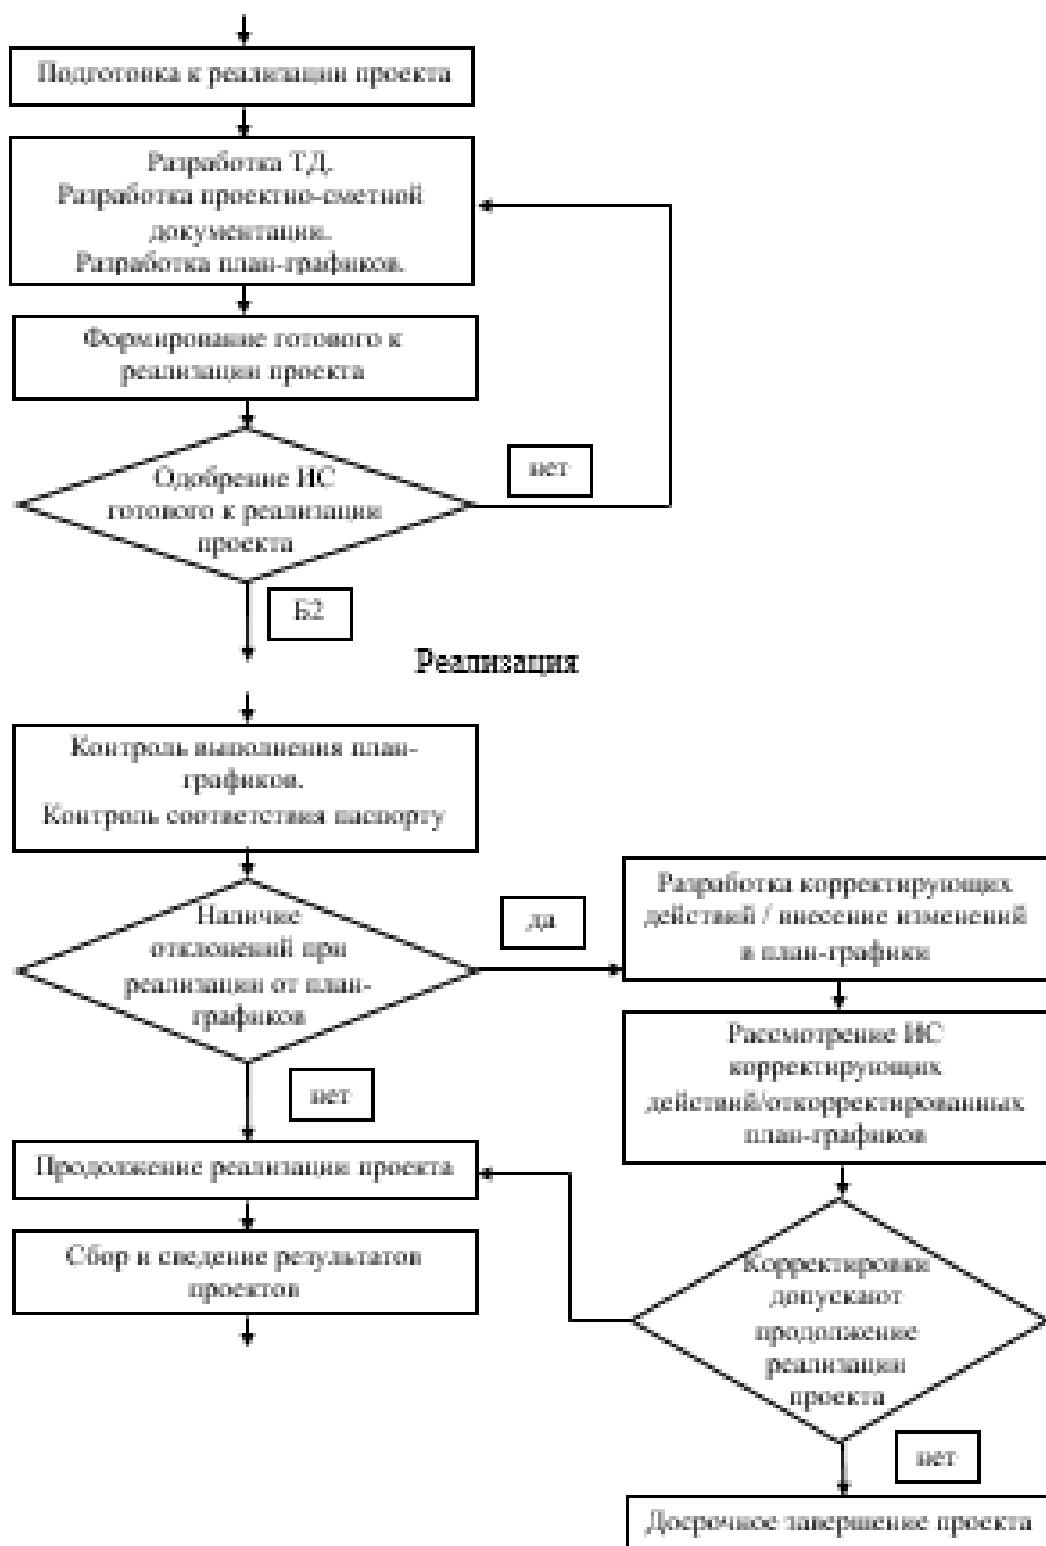 Подготовка к реализации проекта
Разработка ТД.
Разработка проектно-сметной
документации.
Разработка план-графиков.
Формирование готового к
реализации проекта
Одобрение ИС
готового к реализации
проекта
нет
Б2
Реализация
Контроль выполнения план-
графиков.
Контроль соответствия паспорту
Наличие
отклонений при
реализации от план-
графиков
да
Разработка корректирующих
действий / внесение изменений
в план-графики
Рассмотрение ИС
корректирующих
действий/откорректированных
план-графиков
нет
Продолжение реализации проекта
Сбор и сведение результатов
проектов
Корректировки
допускают
продолжение
реализации
проекта
нет
Досрочное завершение проекта